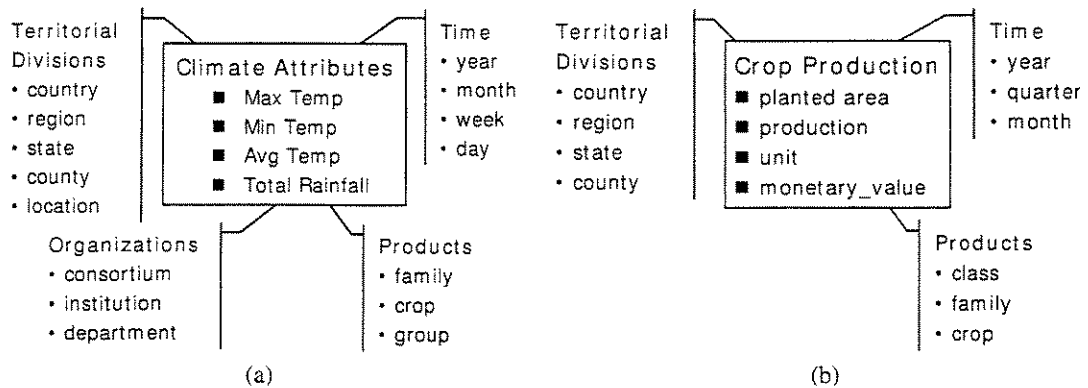 Territorial
Divisions
• country
• region
• state
• county
• location
Climate Attributes
■ Max Temp
■ Min Temp
■ Avg Temp
■ Total Rainfall
Time
• year
• month
• week
• day
Organizations
• consortium
• institution
• department
Products
• family
• crop
• group
(a)
Territorial
Divisions
• country
• region
• state
• county
Crop Production
■ planted area
■ production
■ unit
■ monetary_value
Time
• year
• quarter
• month
Products
• class
• family
• crop
(b)